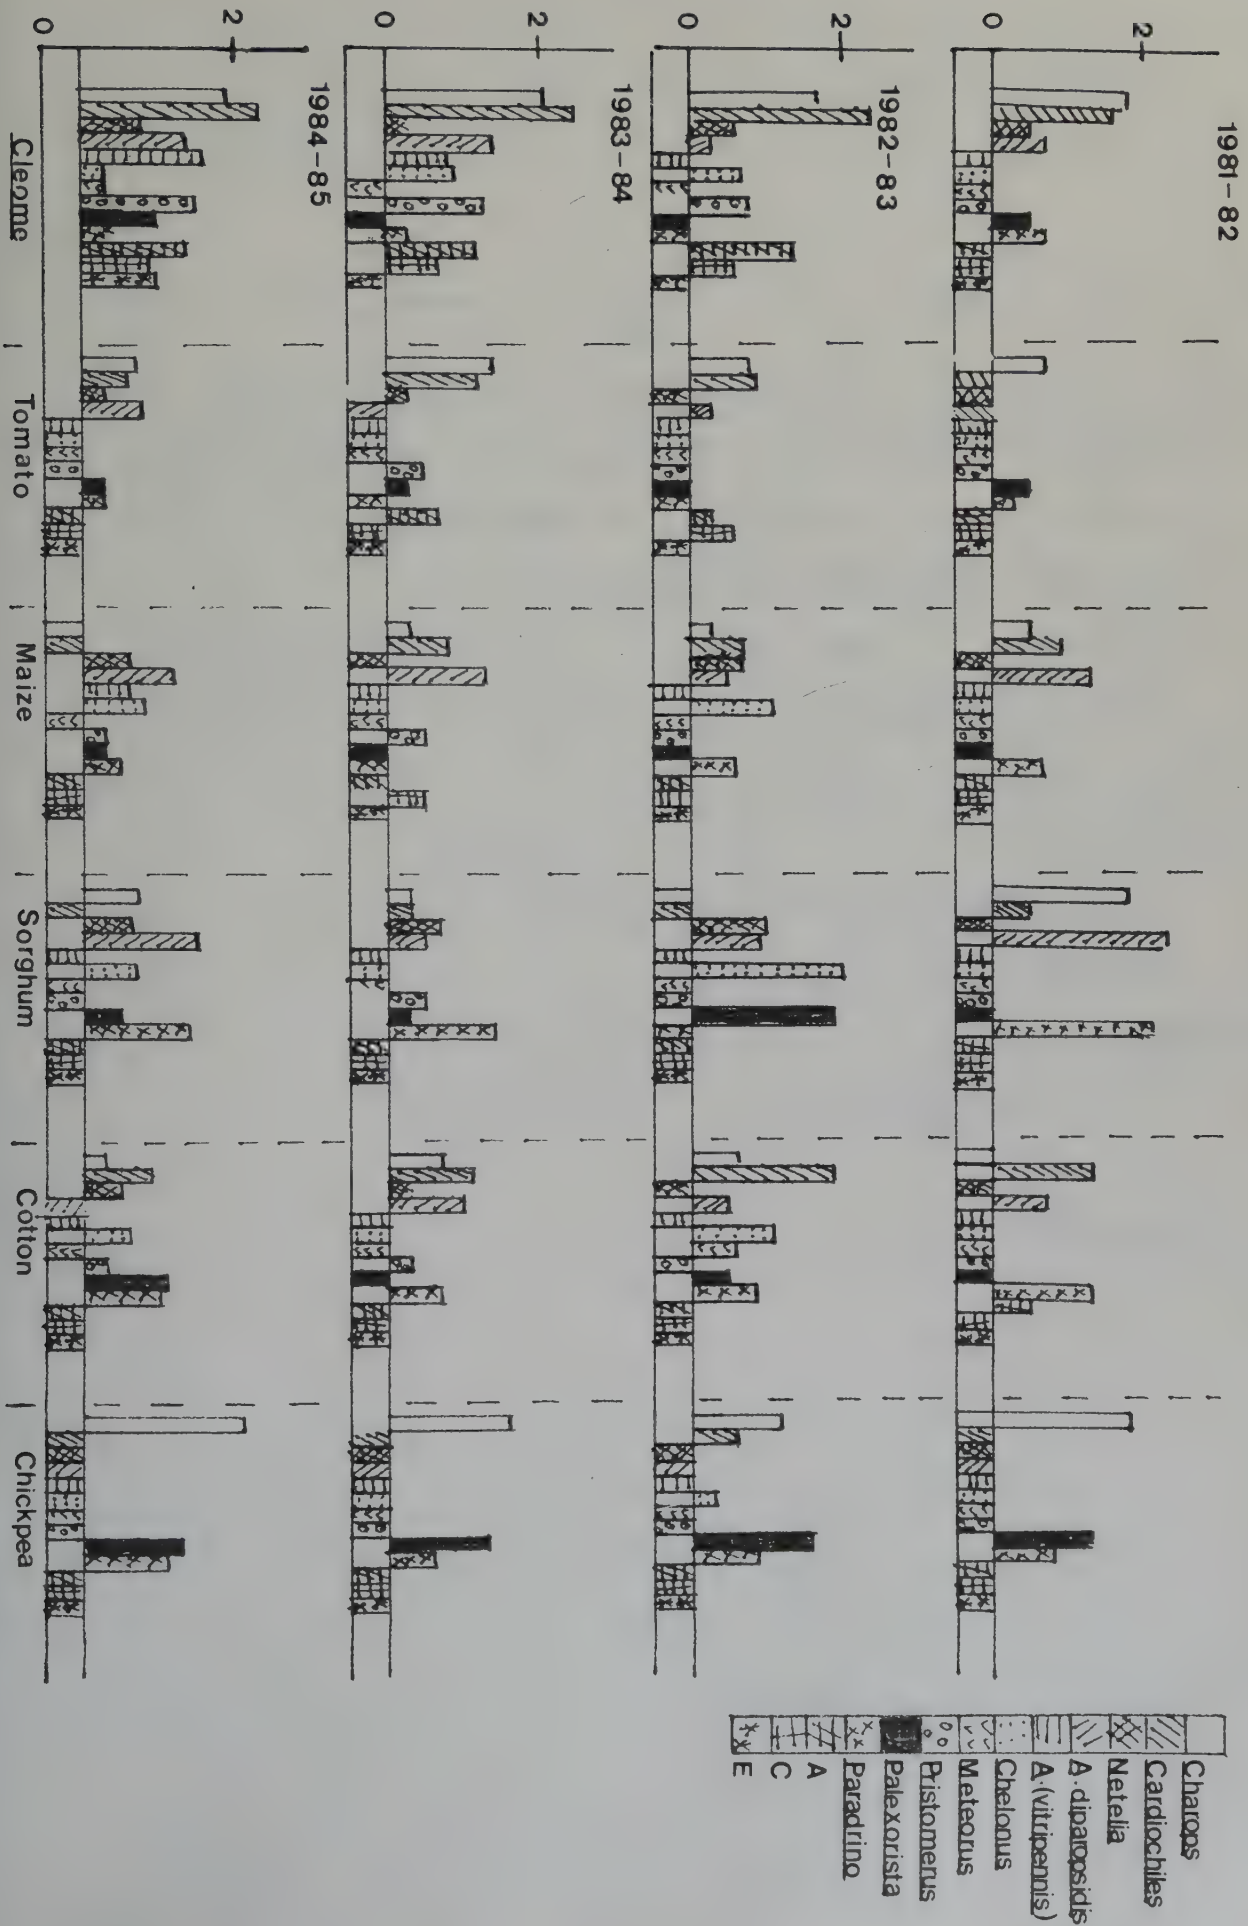 1981-82
2
0
1982-83
2
0
1983-84
2
0
1984-85
2
0
Cleome
Tomato
Maize
Sorghum
Cotton
Chickpea
Charops
Cardiochiles
Netelia
A.diparopsidis
A.(vitripennis)
Chelonus
Meteorus
Pristomerus
Palexorista
Paradrino
A
C
E